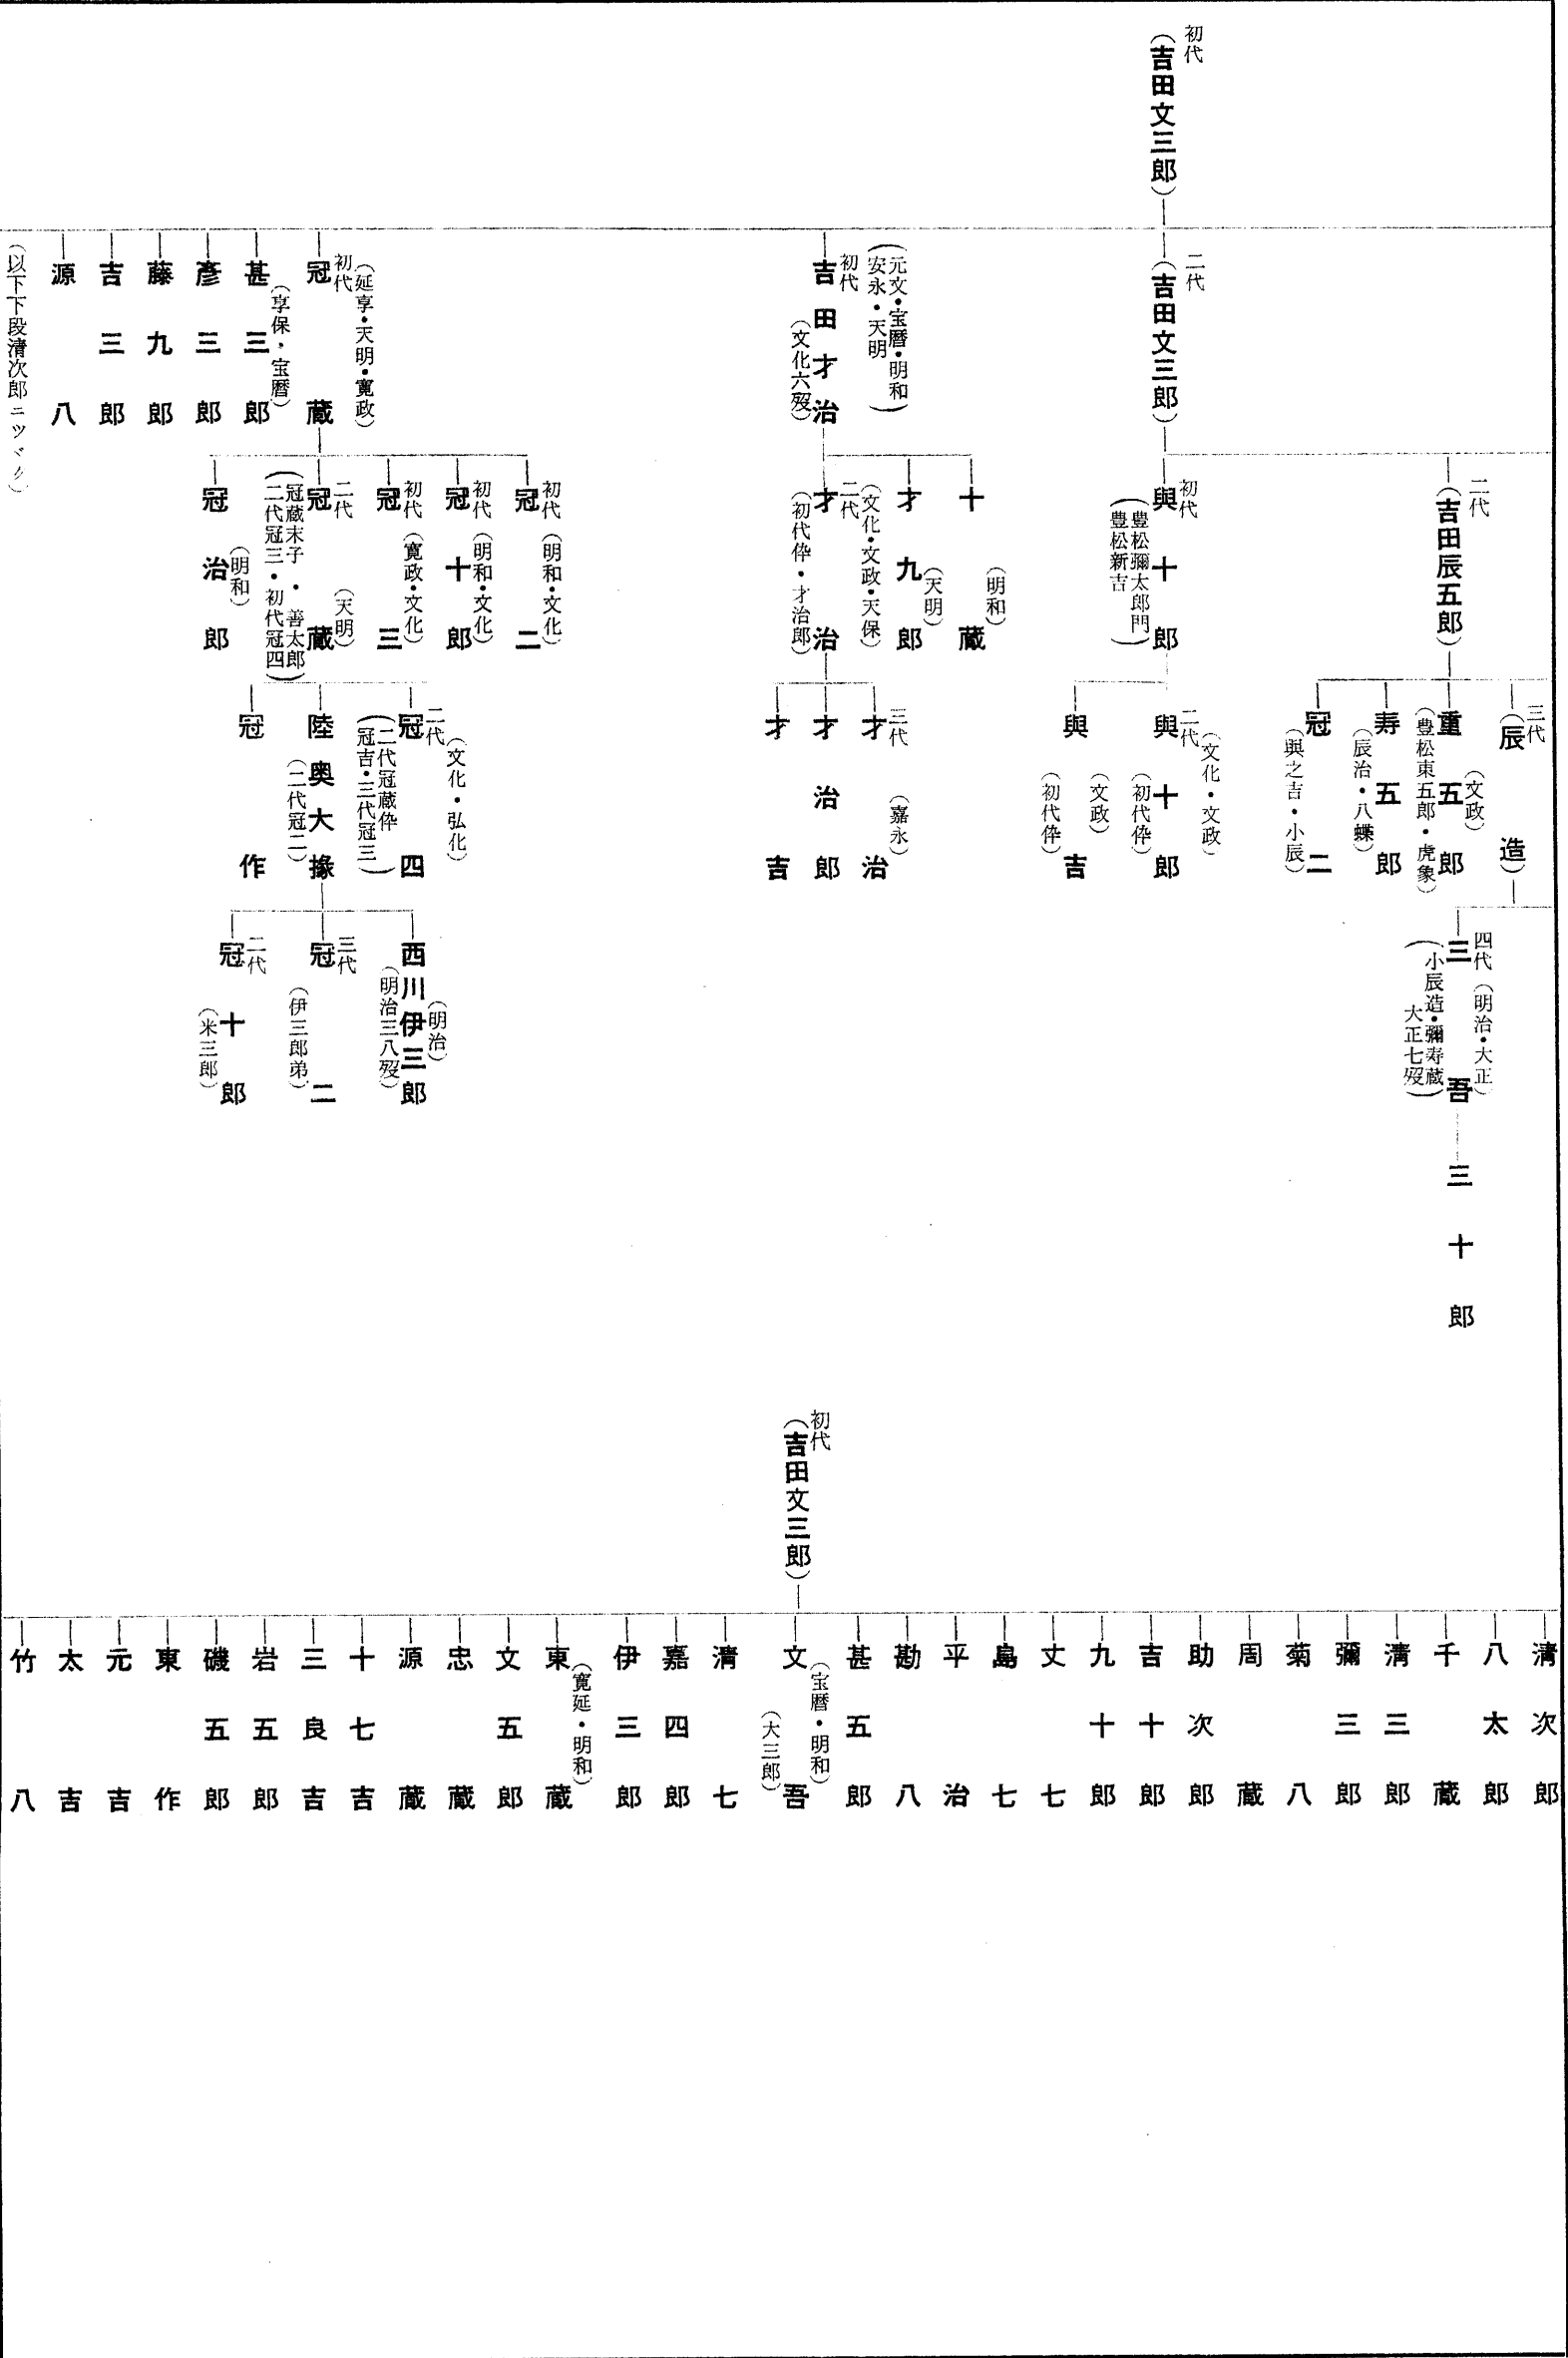 初代
（吉田文三郎）
二代
（吉田文三郎）
二代
（吉田辰五郎）
三代
（辰造）
四代（明治・大正）
三吾
（小辰造・彌寿蔵
大正七歿）
三十郎
（文政）
重五郎
（豊松東五郎・虎象）
寿五郎
（辰治・八蝶）
冠二
（與之吉・小辰）
初代
與十郎
（豊松彌太郎門
豊松新吉）
（文化・文政）
二代
與十郎
（初代倅）
（文政）
與吉
（初代倅）
（元文・宝暦・明和
安永・天明）
初代
吉田才治
（文化六歿）
（明和）
十蔵
（天明）
才九郎
（文化・文政・天保）
二代
才治
（初代倅・才治郎）
三代
（嘉永）
才治
才治郎
才吉
（延享・天明・寛政）
初代
冠蔵
初代（明和・文化）
冠二
初代（明和・文化）
冠十郎
初代（寛政・文化）
冠三
二代（天明）
冠蔵
（冠蔵末子・善太郎
二代冠三・初代冠四）
（明和）
冠治郎
（文化・弘化）
二代
冠四
（二代冠蔵倅
冠吉・三代冠三）
陸奥大掾
（二代冠二）
冠作
（明治）
西川伊三郎
（明治三八歿）
三代
冠二
（伊三郎弟）
二代
冠十郎
（米三郎）
（享保・宝暦）
甚三郎
彥三郎
藤九郎
吉三郎
源八
（以下下段清次郎ニツヾク）
初代
（吉田文三郎）
清次郎
八太郎
千蔵
清三郎
彌三郎
菊八
周蔵
助次郎
吉十郎
九十郎
丈七
島七
平治
勘八
甚五郎
（宝暦・明和）
文吾
（大三郎）
清七
嘉四郎
伊三郎
（寛延・明和）
東蔵
文五郎
忠蔵
源蔵
十七吉
三良吉
岩五郎
磯五郎
東作
元吉
太吉
竹八